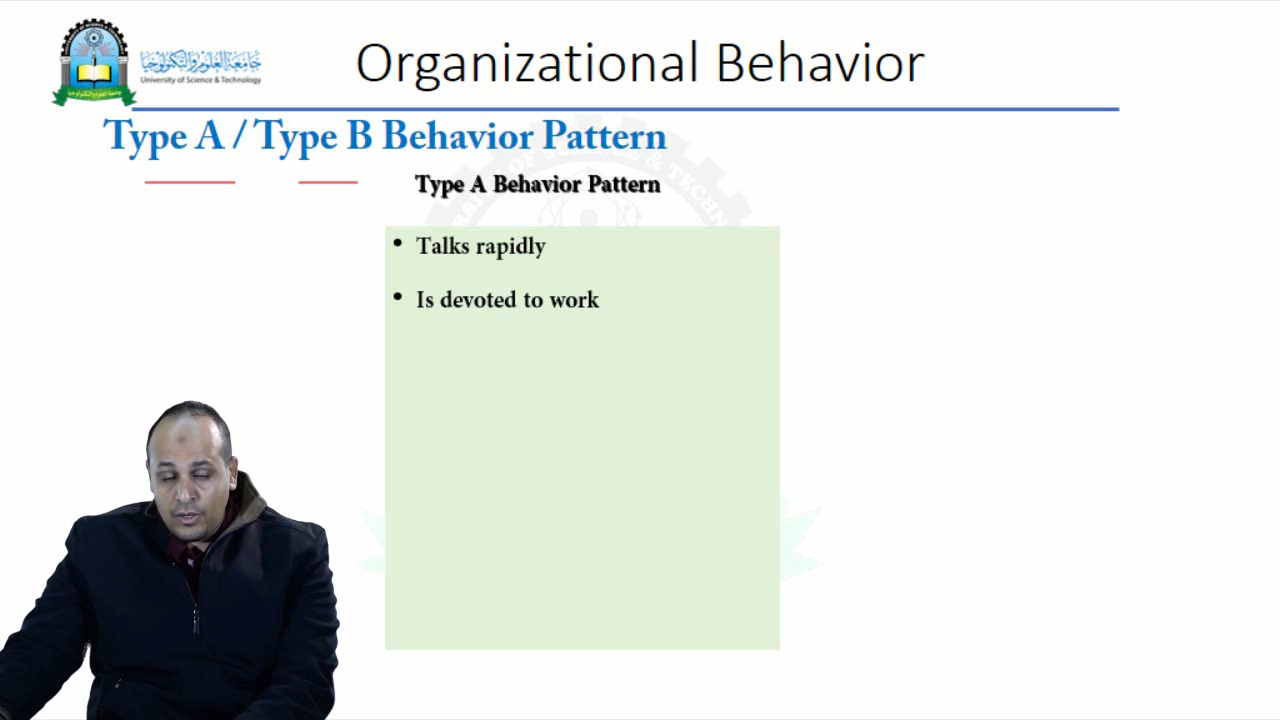 جامعة العلوم والتكنولوجيا
University of Science & Technology
Organizational Behavior
Type A / Type B Behavior Pattern
Type A Behavior Pattern
• Talks rapidly
• Is devoted to work